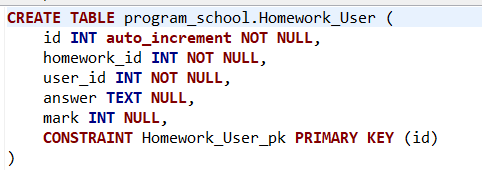 CREATE TABLE program_school.Homework_User (
    id INT auto_increment NOT NULL,
    homework_id INT NOT NULL,
    user_id INT NOT NULL,
    answer TEXT NULL,
    mark INT NULL,
    CONSTRAINT Homework_User_pk PRIMARY KEY (id)
)